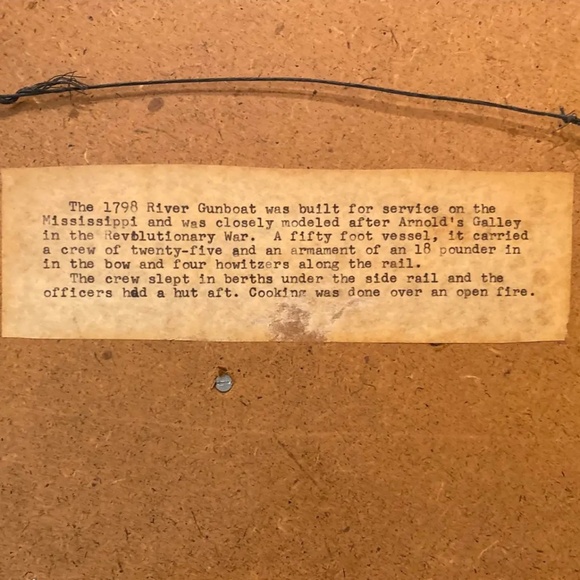 The 1798 River Gunboat was built for service on the
Mississippi and was closely modeled after Arnold's Galley
in the Revolutionary War. A fifty foot vessel, it carried
a crew of twenty-five and an armament of an 18 pounder in
in the bow and four howitzers along the rail.
The crew slept in berths under the side rail and the
officers had a hut aft. Cooking was done over an open fire.